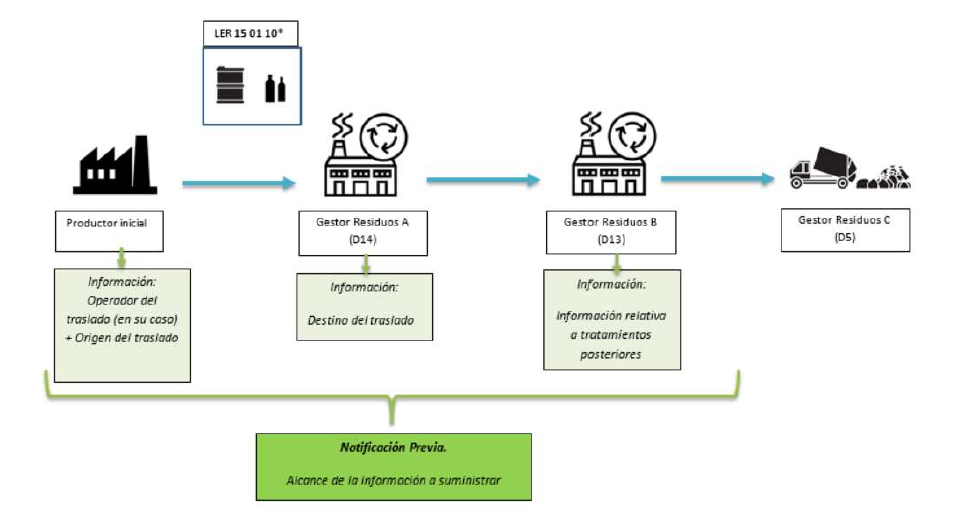 LER 15 01 10*
Productor inicial
Gestor Residuos A
(D14)
Gestor Residuos B
(D13)
Gestor Residuos C
(D5)
Información:
Operador del
traslado (en su caso)
+ Origen del traslado
Información:
Destino del traslado
Información:
Información relativa
a tratamientos
posteriores
Notificación Previa.
Alcance de la información a suministrar